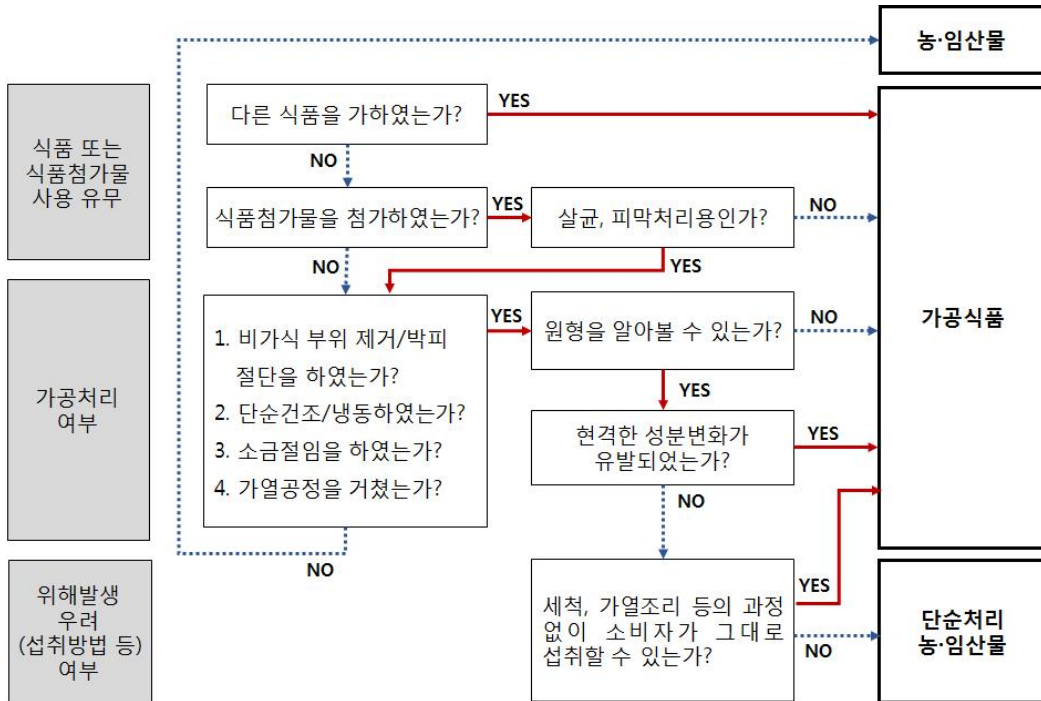 농·임산물
식품 또는
식품첨가물
사용 유무
다른 식품을 가하였는가?
YES
NO
식품첨가물을 첨가하였는가?
YES
살균, 피막처리용인가?
NO
NO
YES
가공식품
가공처리
여부
1. 비가식 부위 제거/박피
절단을 하였는가?
2. 단순건조/냉동하였는가?
3. 소금절임을 하였는가?
4. 가열공정을 거쳤는가?
YES
원형을 알아볼 수 있는가?
NO
YES
현격한 성분변화가
유발되었는가?
YES
NO
NO
위해발생
우려
(섭취방법 등)
여부
세척, 가열조리 등의 과정
없이 소비자가 그대로
섭취할 수 있는가?
YES
NO
단순처리
농·임산물